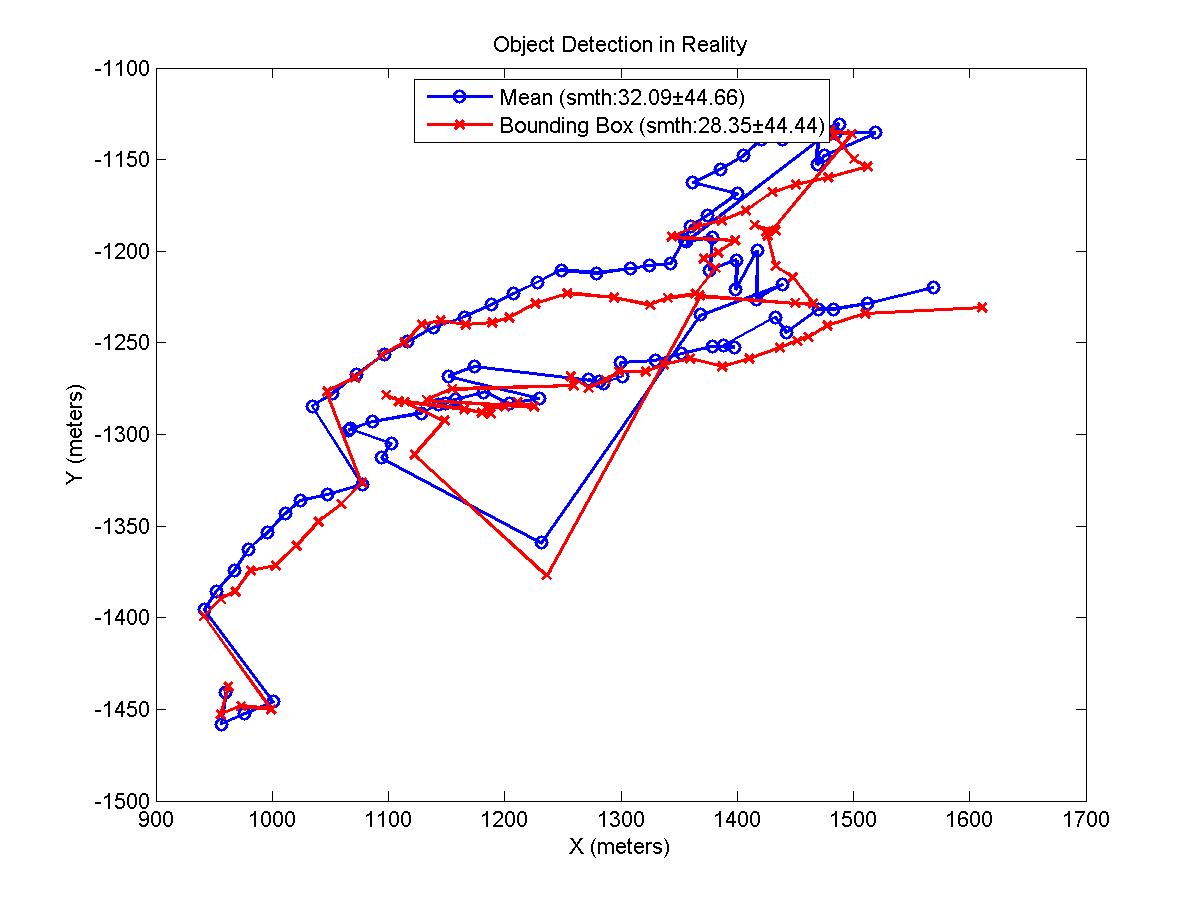 Object Detection in Reality
Mean (smth:32.09±44.66)
Bounding Box (smth:28.35±44.44)
-1100
-1150
-1200
-1250
-1300
-1350
-1400
-1450
-1500
Y (meters)
900 1000 1100 1200 1300 1400 1500 1600 1700
X (meters)